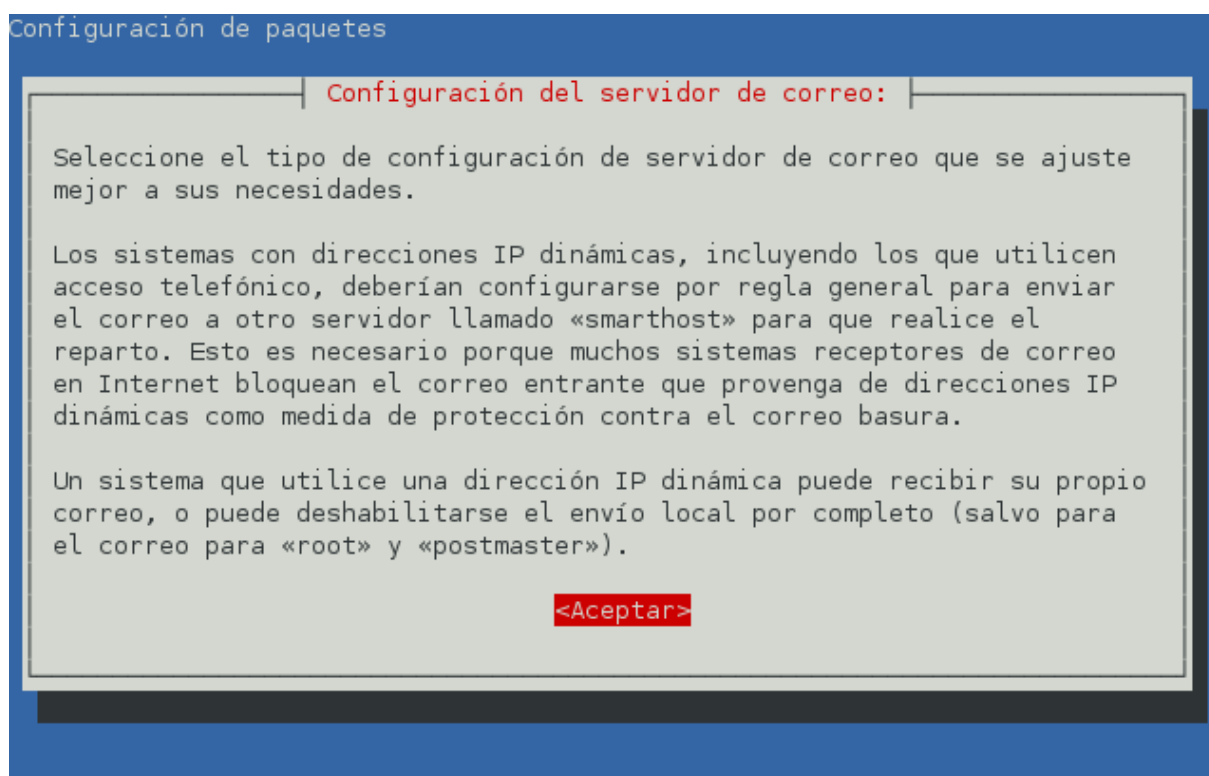 Configuración de paquetes
Configuración del servidor de correo:
Seleccione el tipo de configuración de servidor de correo que se ajuste
mejor a sus necesidades.
Los sistemas con direcciones IP dinámicas, incluyendo los que utilicen
acceso telefónico, deberían configurarse por regla general para enviar
el correo a otro servidor llamado «smarthost» para que realice el
reparto. Esto es necesario porque muchos sistemas receptores de correo
en Internet bloquean el correo entrante que provenga de direcciones IP
dinámicas como medida de protección contra el correo basura.
Un sistema que utilice una dirección IP dinámica puede recibir su propio
correo, o puede deshabilitarse el envío local por completo (salvo para
el correo para «root» y «postmaster»).
<Aceptar>